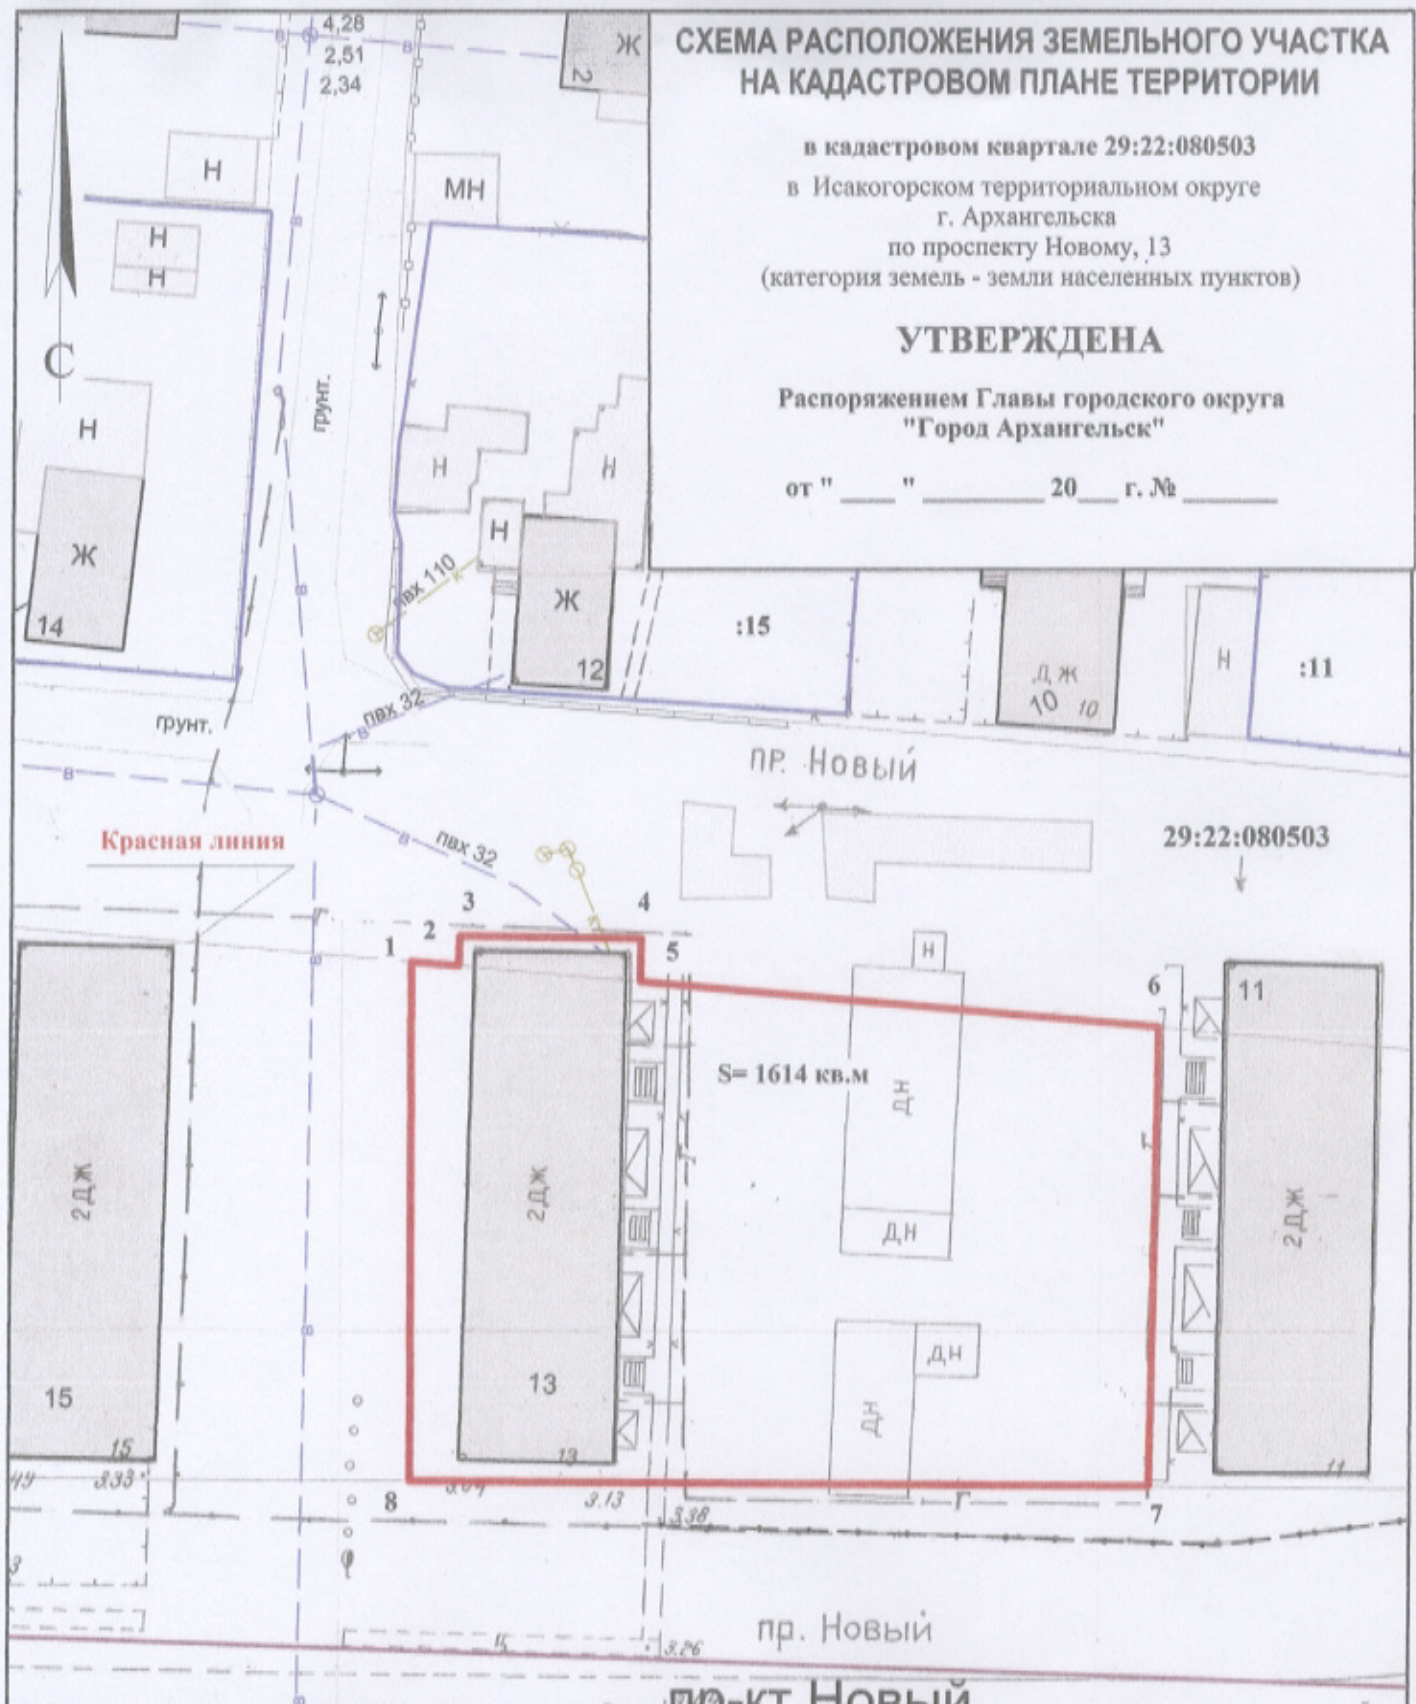 СХЕМА РАСПОЛОЖЕНИЯ ЗЕМЕЛЬНОГО УЧАСТКА
НА КАДАСТРОВОМ ПЛАНЕ ТЕРРИТОРИИ
в кадастровом квартале 29:22:080503
в Исакогорском территориальном округе
г. Архангельска
по проспекту Новому, 13
(категория земель - земли населенных пунктов)
УТВЕРЖДЕНА
Распоряжением Главы городского округа
"Город Архангельск"
от " ____ " __________ 20___ г. № ________
4,28
2,51
2,34
В
В
Ж
2
Н
МН
В
Н
Н
С
грунт.
Н
Н
Н
Н
Ж
14
пвх 110
К
В
Ж
12
:15
Д Ж
10
10
Н
:11
грунт.
пвх 32
В
пр. Новый
В
Красная линия
В
пвх 32
29:22:080503
К
Г
1
2
3
4
5
6
В
Н
11
S= 1614 кв.м
ДН
Г
Г
2ДЖ
2ДЖ
ДН
2ДЖ
В
ДН
ДН
15
13
15
13
11
3.33
8
3.13
3.38
Г
7
3
пр. Новый
3.26
пр-кт Новый
В